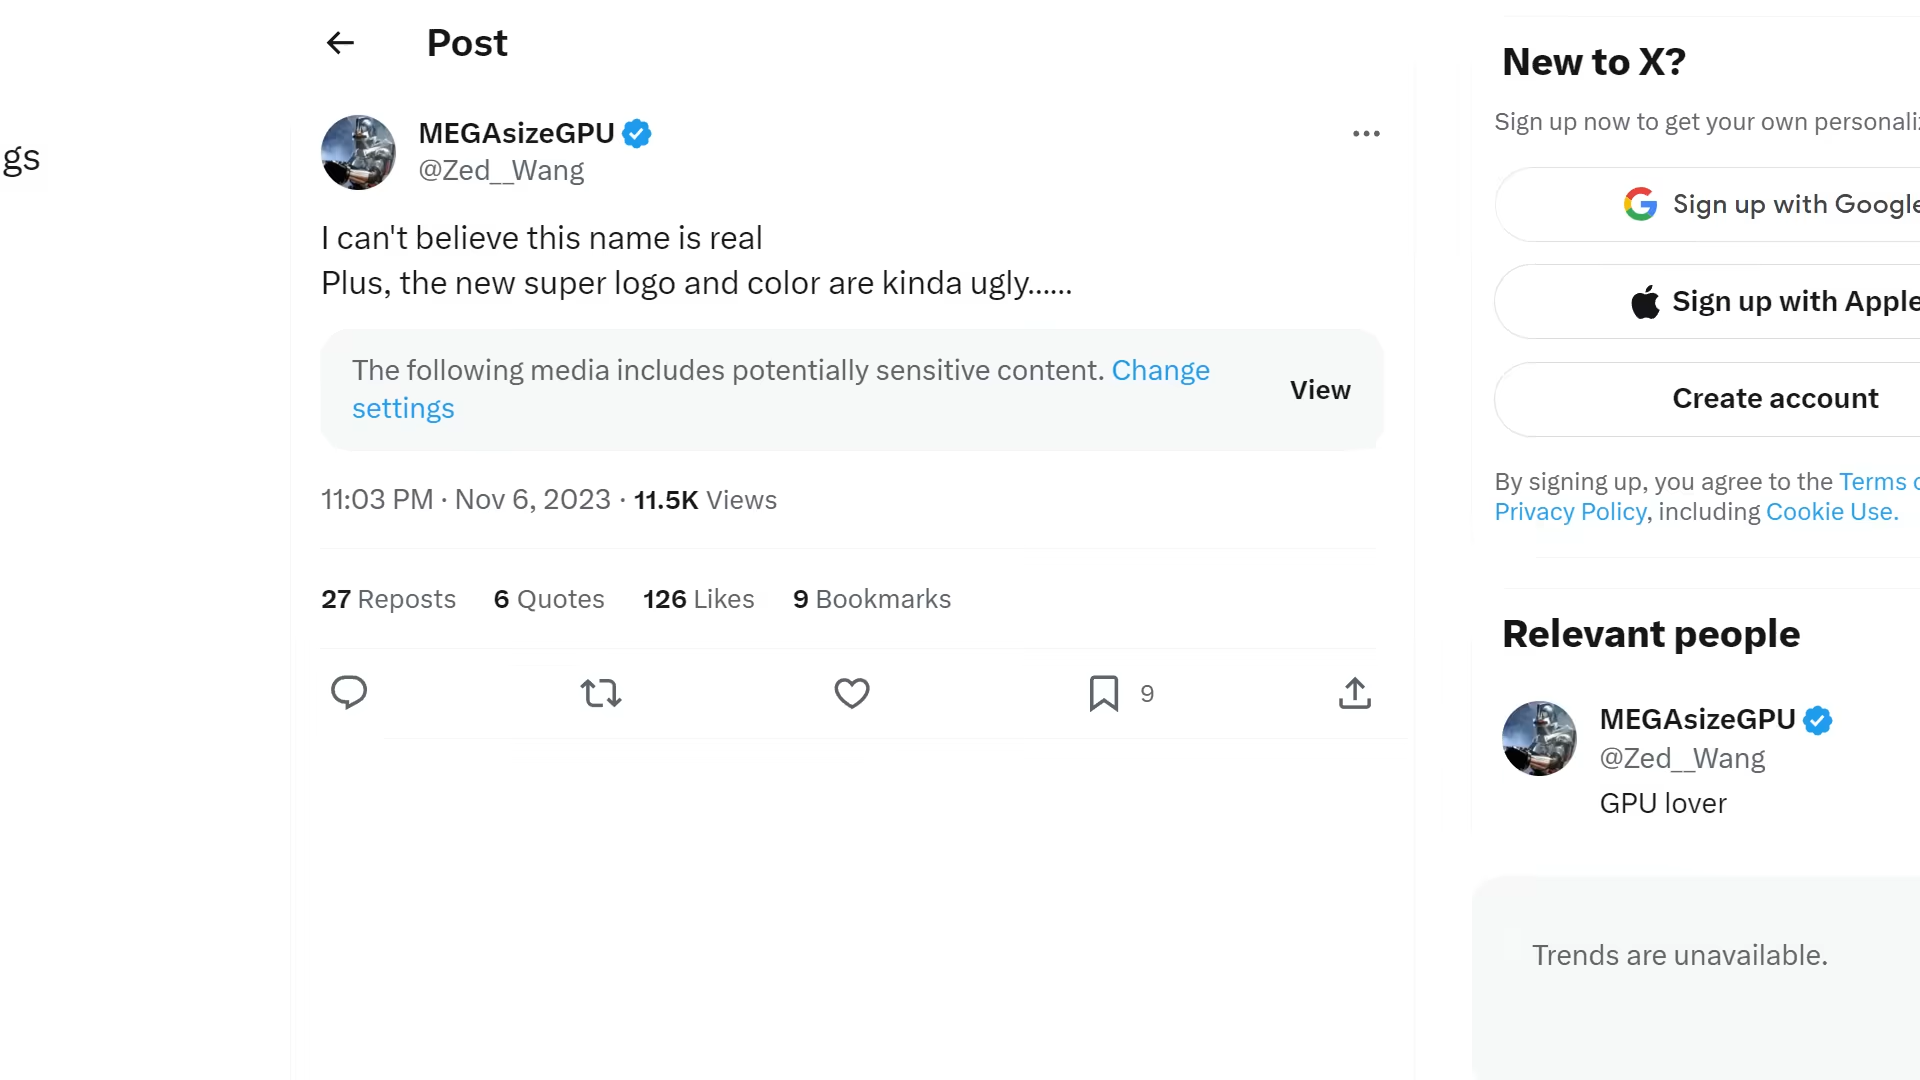 gs
Post
MEGAsizeGPU
@Zed__Wang
I can't believe this name is real
Plus, the new super logo and color are kinda ugly......
The following media includes potentially sensitive content. Change
settings
View
11:03 PM · Nov 6, 2023 · 11.5K Views
27 Reposts 6 Quotes 126 Likes 9 Bookmarks
9
New to X?
Sign up now to get your own personali
Sign up with Google
Sign up with Apple
Create account
By signing up, you agree to the Terms o
Privacy Policy, including Cookie Use.
Relevant people
MEGAsizeGPU
@Zed__Wang
GPU lover
Trends are unavailable.